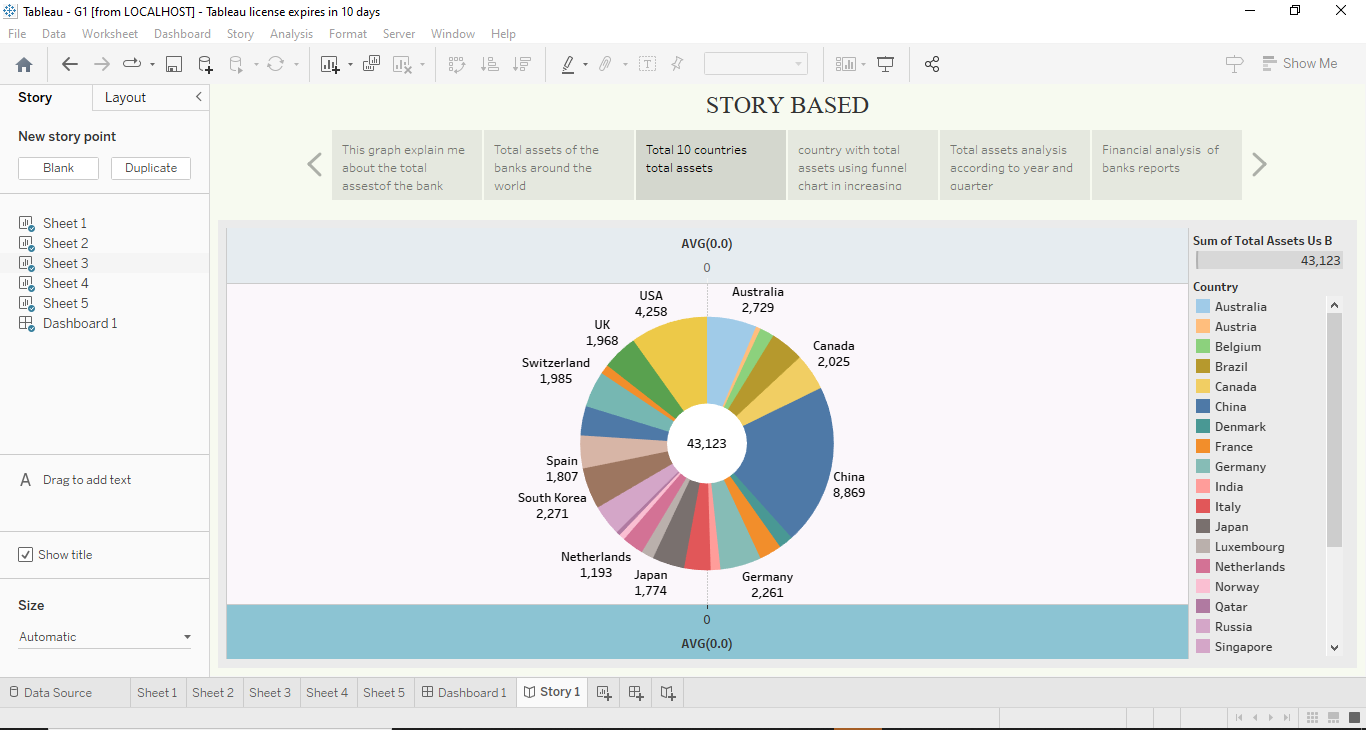 Tableau - G1 [from LOCALHOST] - Tableau license expires in 10 days
File Data Worksheet Dashboard Story Analysis Format Server Window Help
Show Me
Story Layout
New story point
Blank Duplicate
Sheet 1
Sheet 2
Sheet 3
Sheet 4
Sheet 5
Dashboard 1
A Drag to add text
Show title
Size
Automatic
STORY BASED
This graph explain me
about the total
assestof the bank
Total assets of the
banks around the
world
Total 10 countries
total assets
country with total
assets using funnel
chart in increasing
Total assets analysis
according to year and
quarter
Financial analysis of
banks reports
AVG(0.0)
0
USA
4,258
Australia
2,729
UK
1,968
Canada
2,025
Switzerland
1,985
43,123
Spain
1,807
China
8,869
South Korea
2,271
Netherlands
1,193
Japan
1,774
Germany
2,261
0
AVG(0.0)
Sum of Total Assets Us B
43,123
Country
Australia
Austria
Belgium
Brazil
Canada
China
Denmark
France
Germany
India
Italy
Japan
Luxembourg
Netherlands
Norway
Qatar
Russia
Singapore
Data Source Sheet 1 Sheet 2 Sheet 3 Sheet 4 Sheet 5 Dashboard 1 Story 1